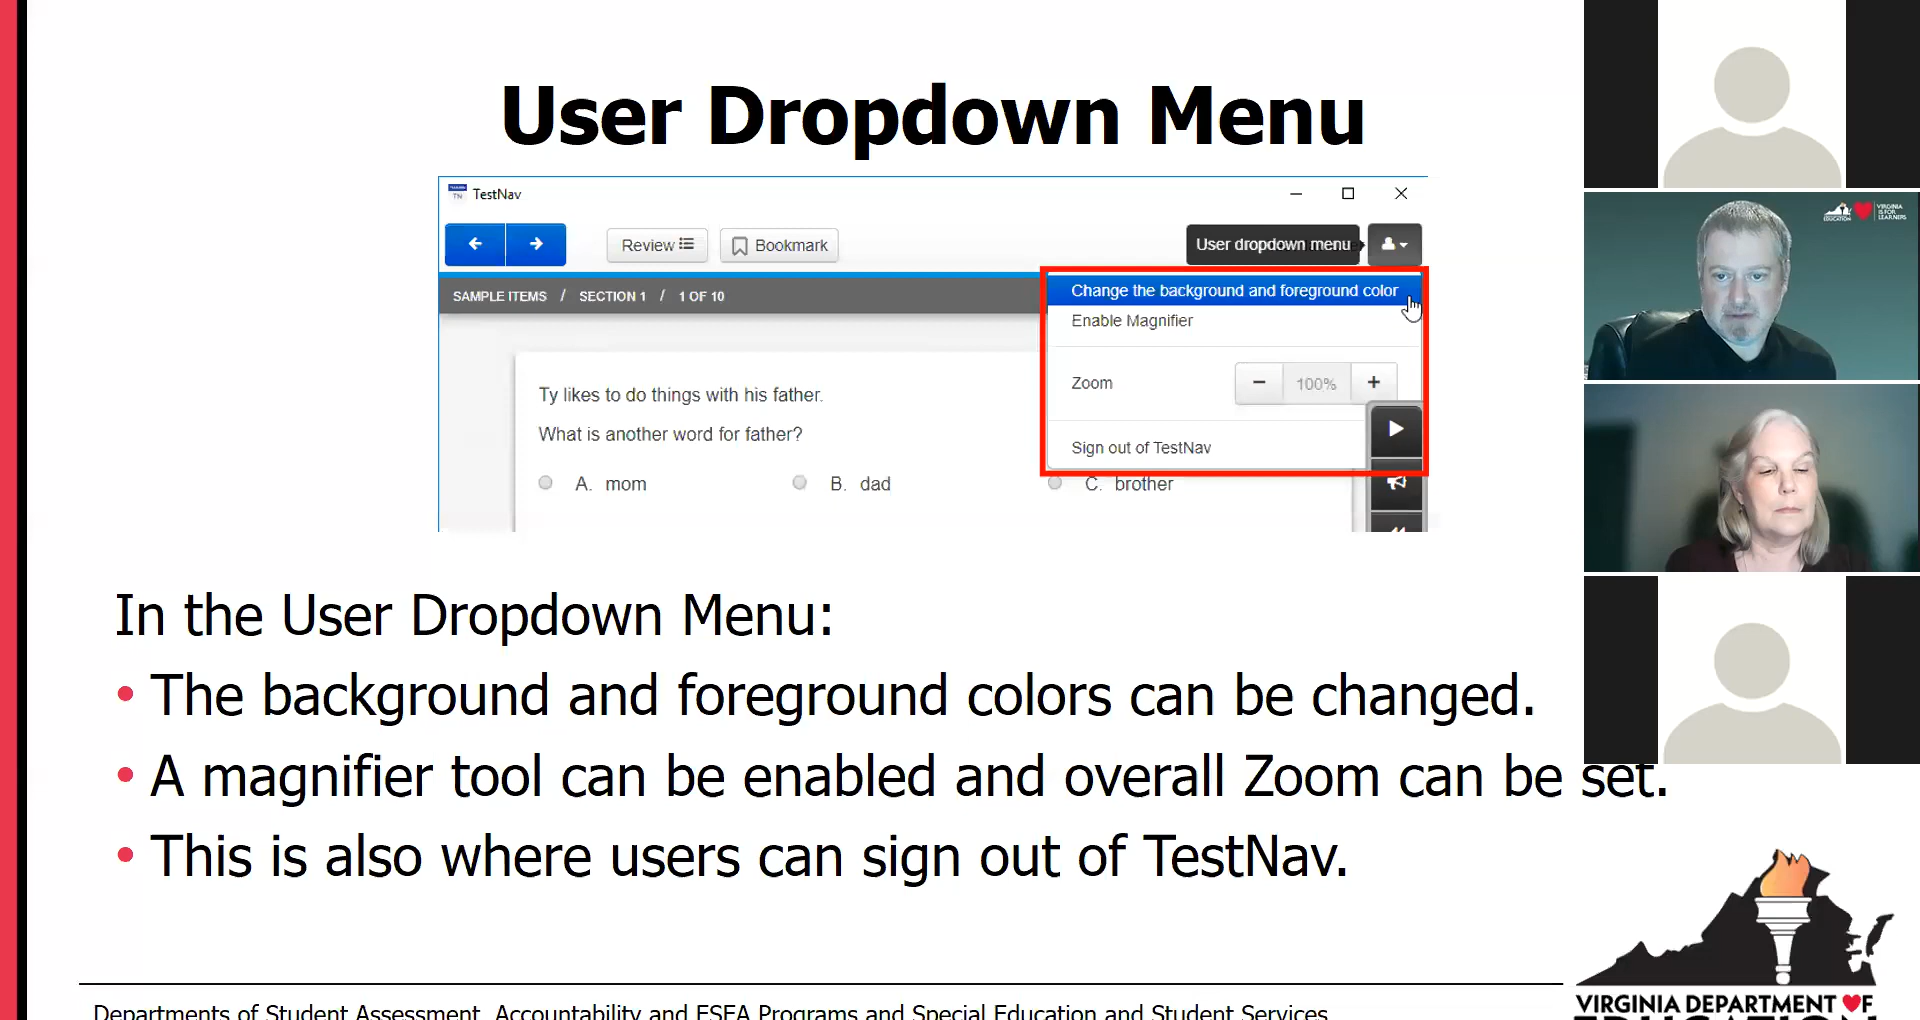 User Dropdown Menu
TestNav
Review
Bookmark
User dropdown menu
SAMPLE ITEMS / SECTION 1 / 1 OF 10
Change the background and foreground color
Enable Magnifier
Zoom - 100% +
Sign out of TestNav
Ty likes to do things with his father.
What is another word for father?
A. mom
B. dad
C. brother
In the User Dropdown Menu:
• The background and foreground colors can be changed.
• A magnifier tool can be enabled and overall Zoom can be set.
• This is also where users can sign out of TestNav.
Departments of Student Assessment, Accountability and ESEA Programs and Special Education and Student Services
VIRGINIA DEPARTMENT OF
EDUCATION
VIRGINIA
IS FOR
LEARNERS